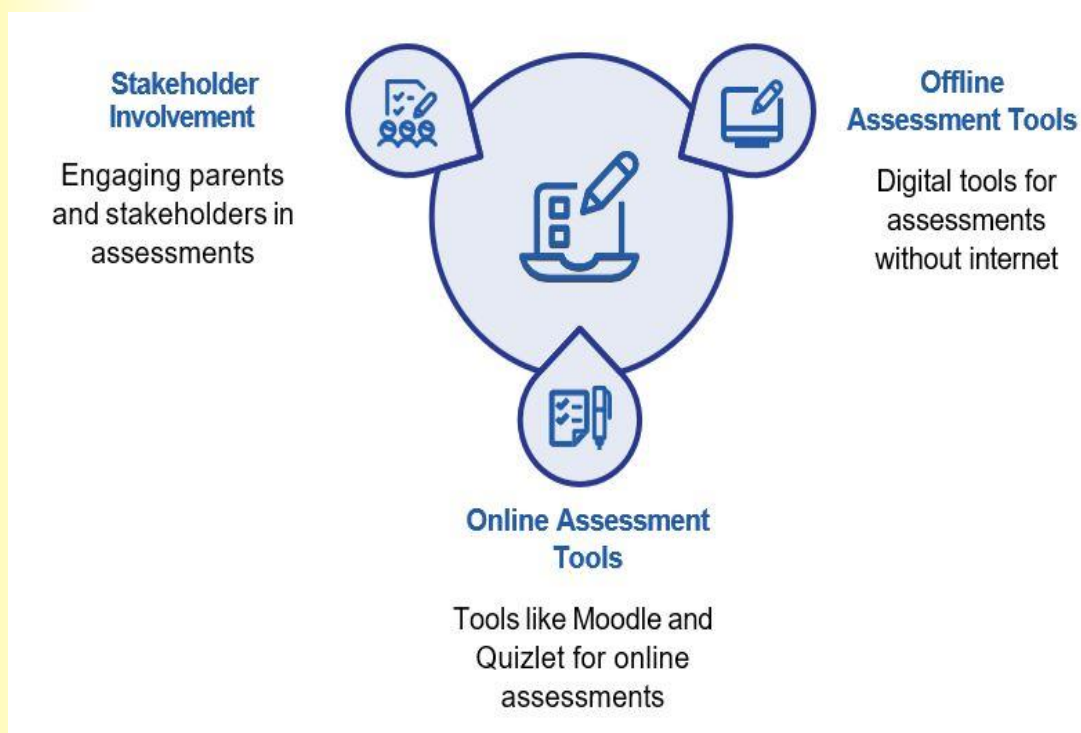 Stakeholder
Involvement
Engaging parents
and stakeholders in
assessments
Offline
Assessment Tools
Digital tools for
assessments
without internet
Online Assessment
Tools
Tools like Moodle and
Quizlet for online
assessments